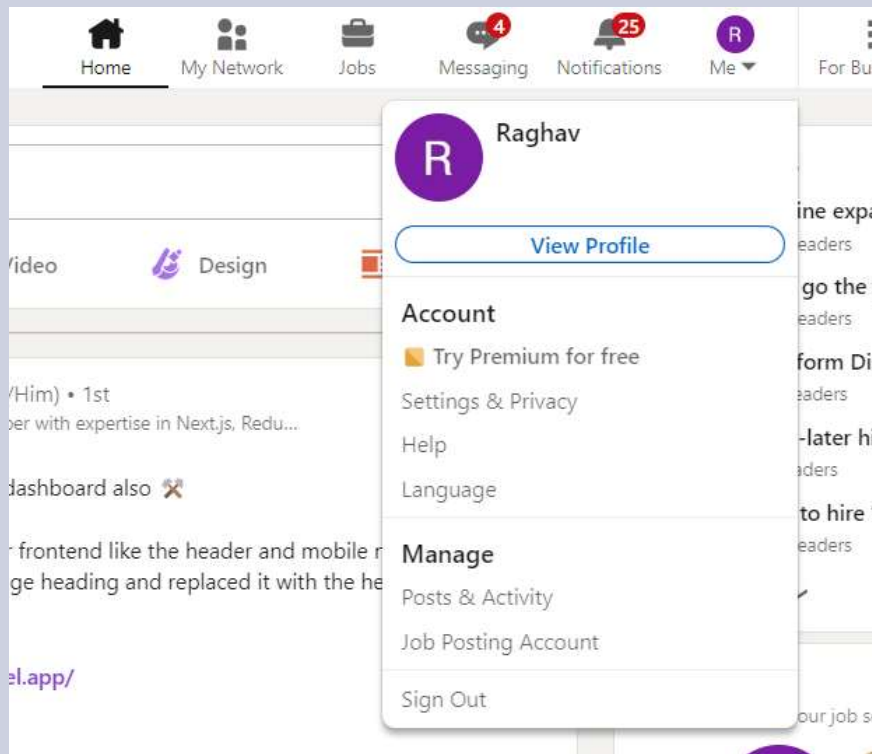 4
25
R
Home
My Network
Jobs
Messaging
Notifications
Me
For Bu
R
Raghav
View Profile
Video
Design
Account
Try Premium for free
Settings & Privacy
Help
Language
Manage
Posts & Activity
Job Posting Account
Sign Out
/Him) • 1st
per with expertise in Next.js, Redu...
dashboard also
frontend like the header and mobile r
ge heading and replaced it with the he
el.app/
ine expa
eaders
go the
eaders
form Di
eaders
-later hi
aders
to hire
eaders
our job s